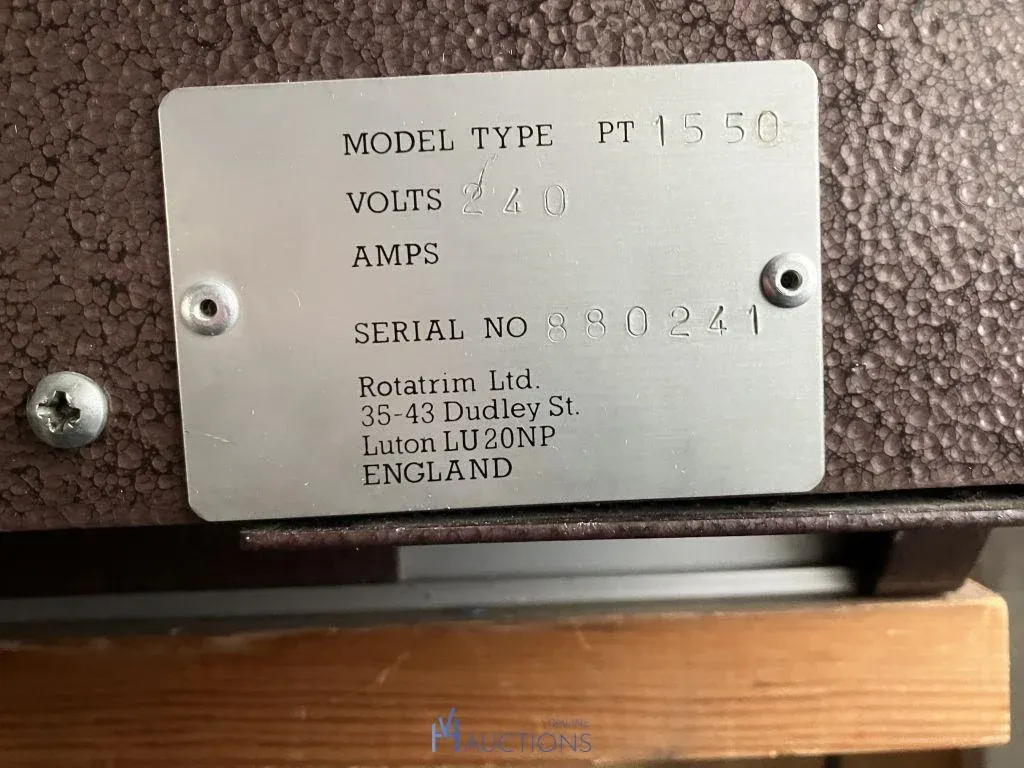 MODEL TYPE PT 1550
VOLTS 240
AMPS
SERIAL NO 880241
Rotatrim Ltd.
35-43 Dudley St.
Luton LU20NP
ENGLAND
ONLINE
AUCTIONS